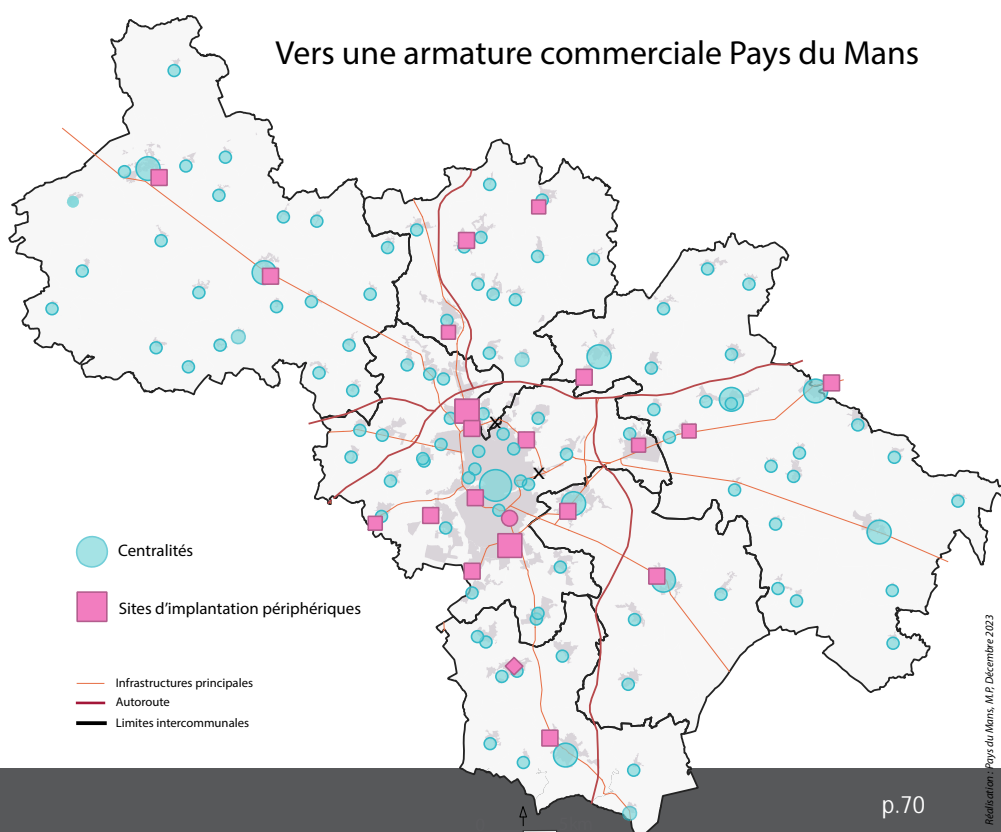 Vers une armature commerciale Pays du Mans
Centralités
Sites d'implantation périphériques
Infrastructures principales
Autoroute
Limites intercommunales
Réalisation : Pays du Mans, M.P, Décembre 2023
p.70